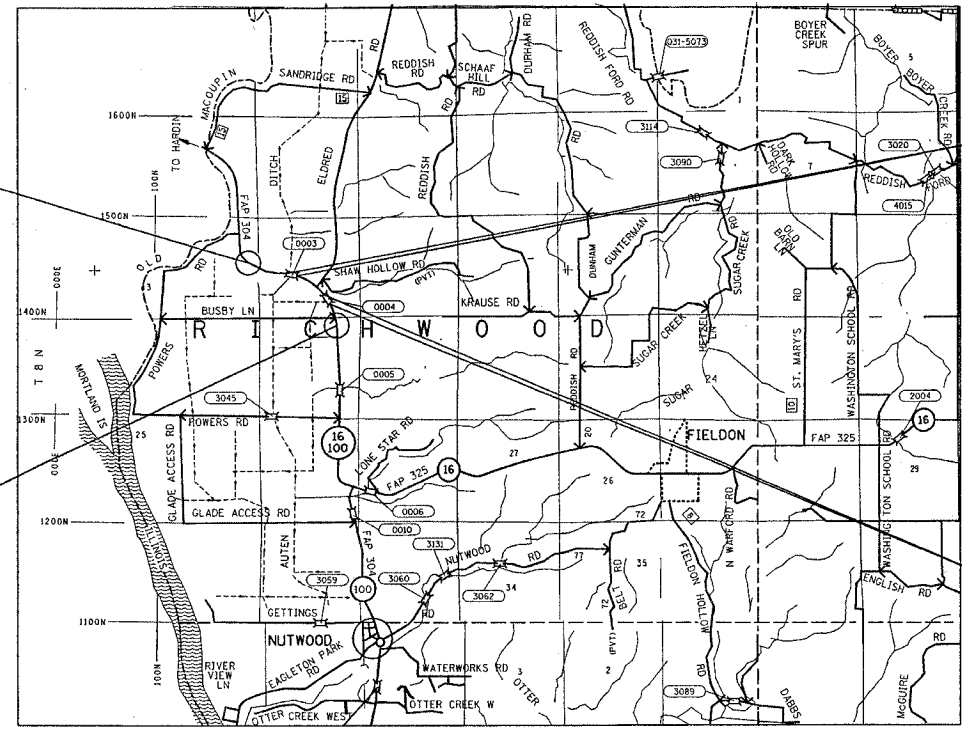 BOYER
CREEK
SPUR
5
BOYER
BOYER
CREEK RD
031-5073
REDDISH FORD RD
DURHAM RD
SCHAAF
HILL
RD
REDDISH
RD
RD
SANDRIDGE RD
15
MACOUPIN
15
1600N
TO HARDIN
DITCH
ELDRED
REDDISH
RD
RD
3114
3090
1
DARK
HOLLOW
RD
7
3020
REDDISH
FORD
4015
100N
1500N
FAP 304
0003
OLD
RD
3
SHAW HOLLOW RD
(PVT)
KRAUSE RD
DUNHAM
GUNTERMAN
RD
RD
SUGAR CREEK
OLD
BARN
LN
000E
0004
BUSBY LN
1400N
RICHWOOD
T 8 N
POWERS
SUGAR CREEK
HETZEL
LN
ST. MARY'S RD
WASHINGTON SCHOOL RD
MORTLAND IS
0005
REDDISH RD
SUGAR
24
10
2004
16
3045
1300N
25
POWERS RD
000E
16
100
LONE STAR RD
20
FIELDON
FAP 325
29
27
FAP 325
16
26
GLADE ACCESS RD
GLADE ACCESS RD
1200N
0006
0010
72
8
N WARFORD RD
WASHINGTON SCHOOL RD
ILLINOIS
AUTEN
FAP 304
3131
NUTWOOD
RD
77
35
3059
3060
34
3062
BELT RD
72
(PVT)
FIELDON HOLLOW
RD
ENGLISH
RD
100
GETTINGS
1100N
RD
NUTWOOD
RD
100N
RIVER
VIEW
LN
EAGLETON PARK
RD
WATERWORKS RD
3
OTTER
2
3089
DABBS
McGUIRE
OTTER CREEK WEST
OTTER CREEK W